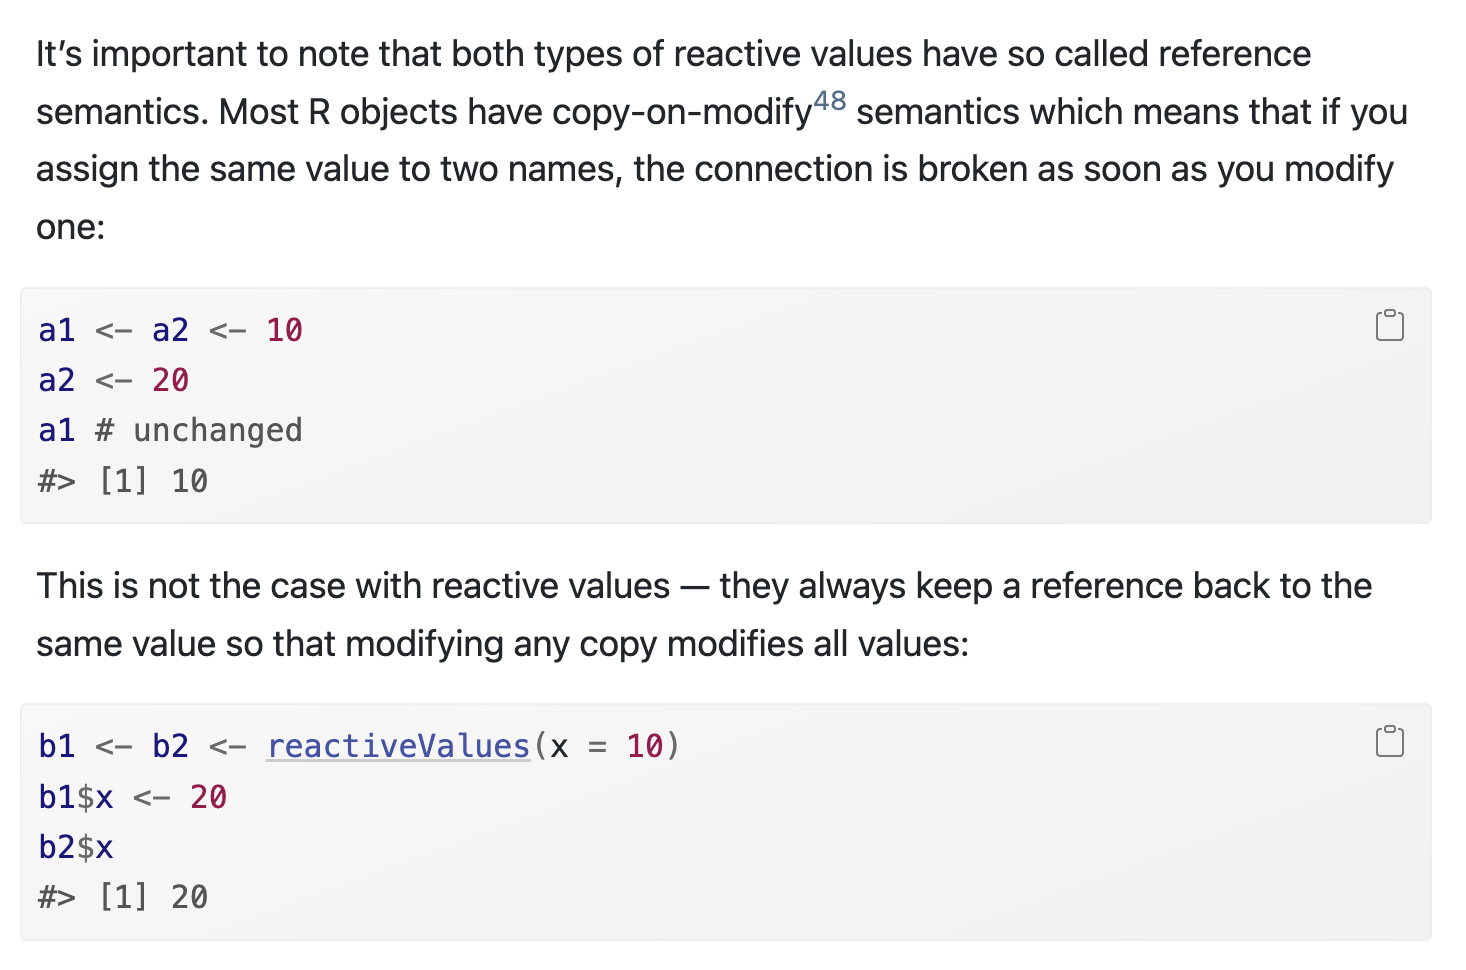 It’s important to note that both types of reactive values have so called reference
semantics. Most R objects have copy-on-modify48 semantics which means that if you
assign the same value to two names, the connection is broken as soon as you modify
one:
a1 <- a2 <- 10
a2 <- 20
a1 # unchanged
#> [1] 10
This is not the case with reactive values — they always keep a reference back to the
same value so that modifying any copy modifies all values:
b1 <- b2 <- reactiveValues(x = 10)
b1$x <- 20
b2$x
#> [1] 20